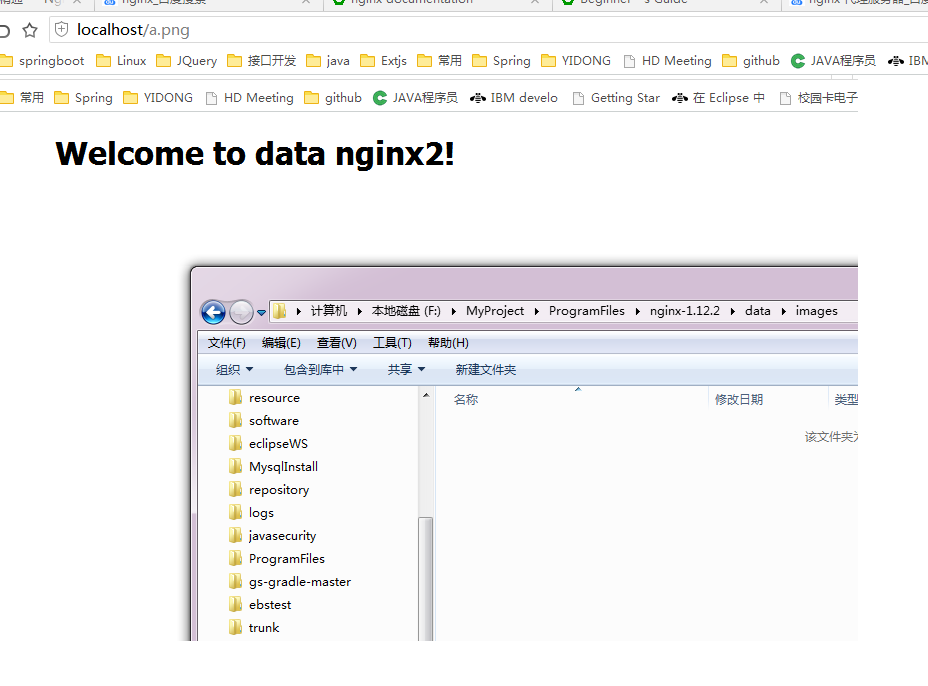 nginx documentation
Beginner's Guide
localhost/a.png
springboot Linux JQuery 接口开发 java Extjs 常用 Spring YIDONG HD Meeting github JAVA程序员 IBM
常用 Spring YIDONG HD Meeting github JAVA程序员 IBM develo Getting Star 在 Eclipse 中 校园卡电子
Welcome to data nginx2!
计算机 本地磁盘 (F:) MyProject ProgramFiles nginx-1.12.2 data images
文件(F) 编辑(E) 查看(V) 工具(T) 帮助(H)
组织 包含到库中 共享 新建文件夹
名称 修改日期 类型
该文件夹为
resource
software
eclipseWS
MysqlInstall
repository
logs
javasecurity
ProgramFiles
gs-gradle-master
ebstest
trunk